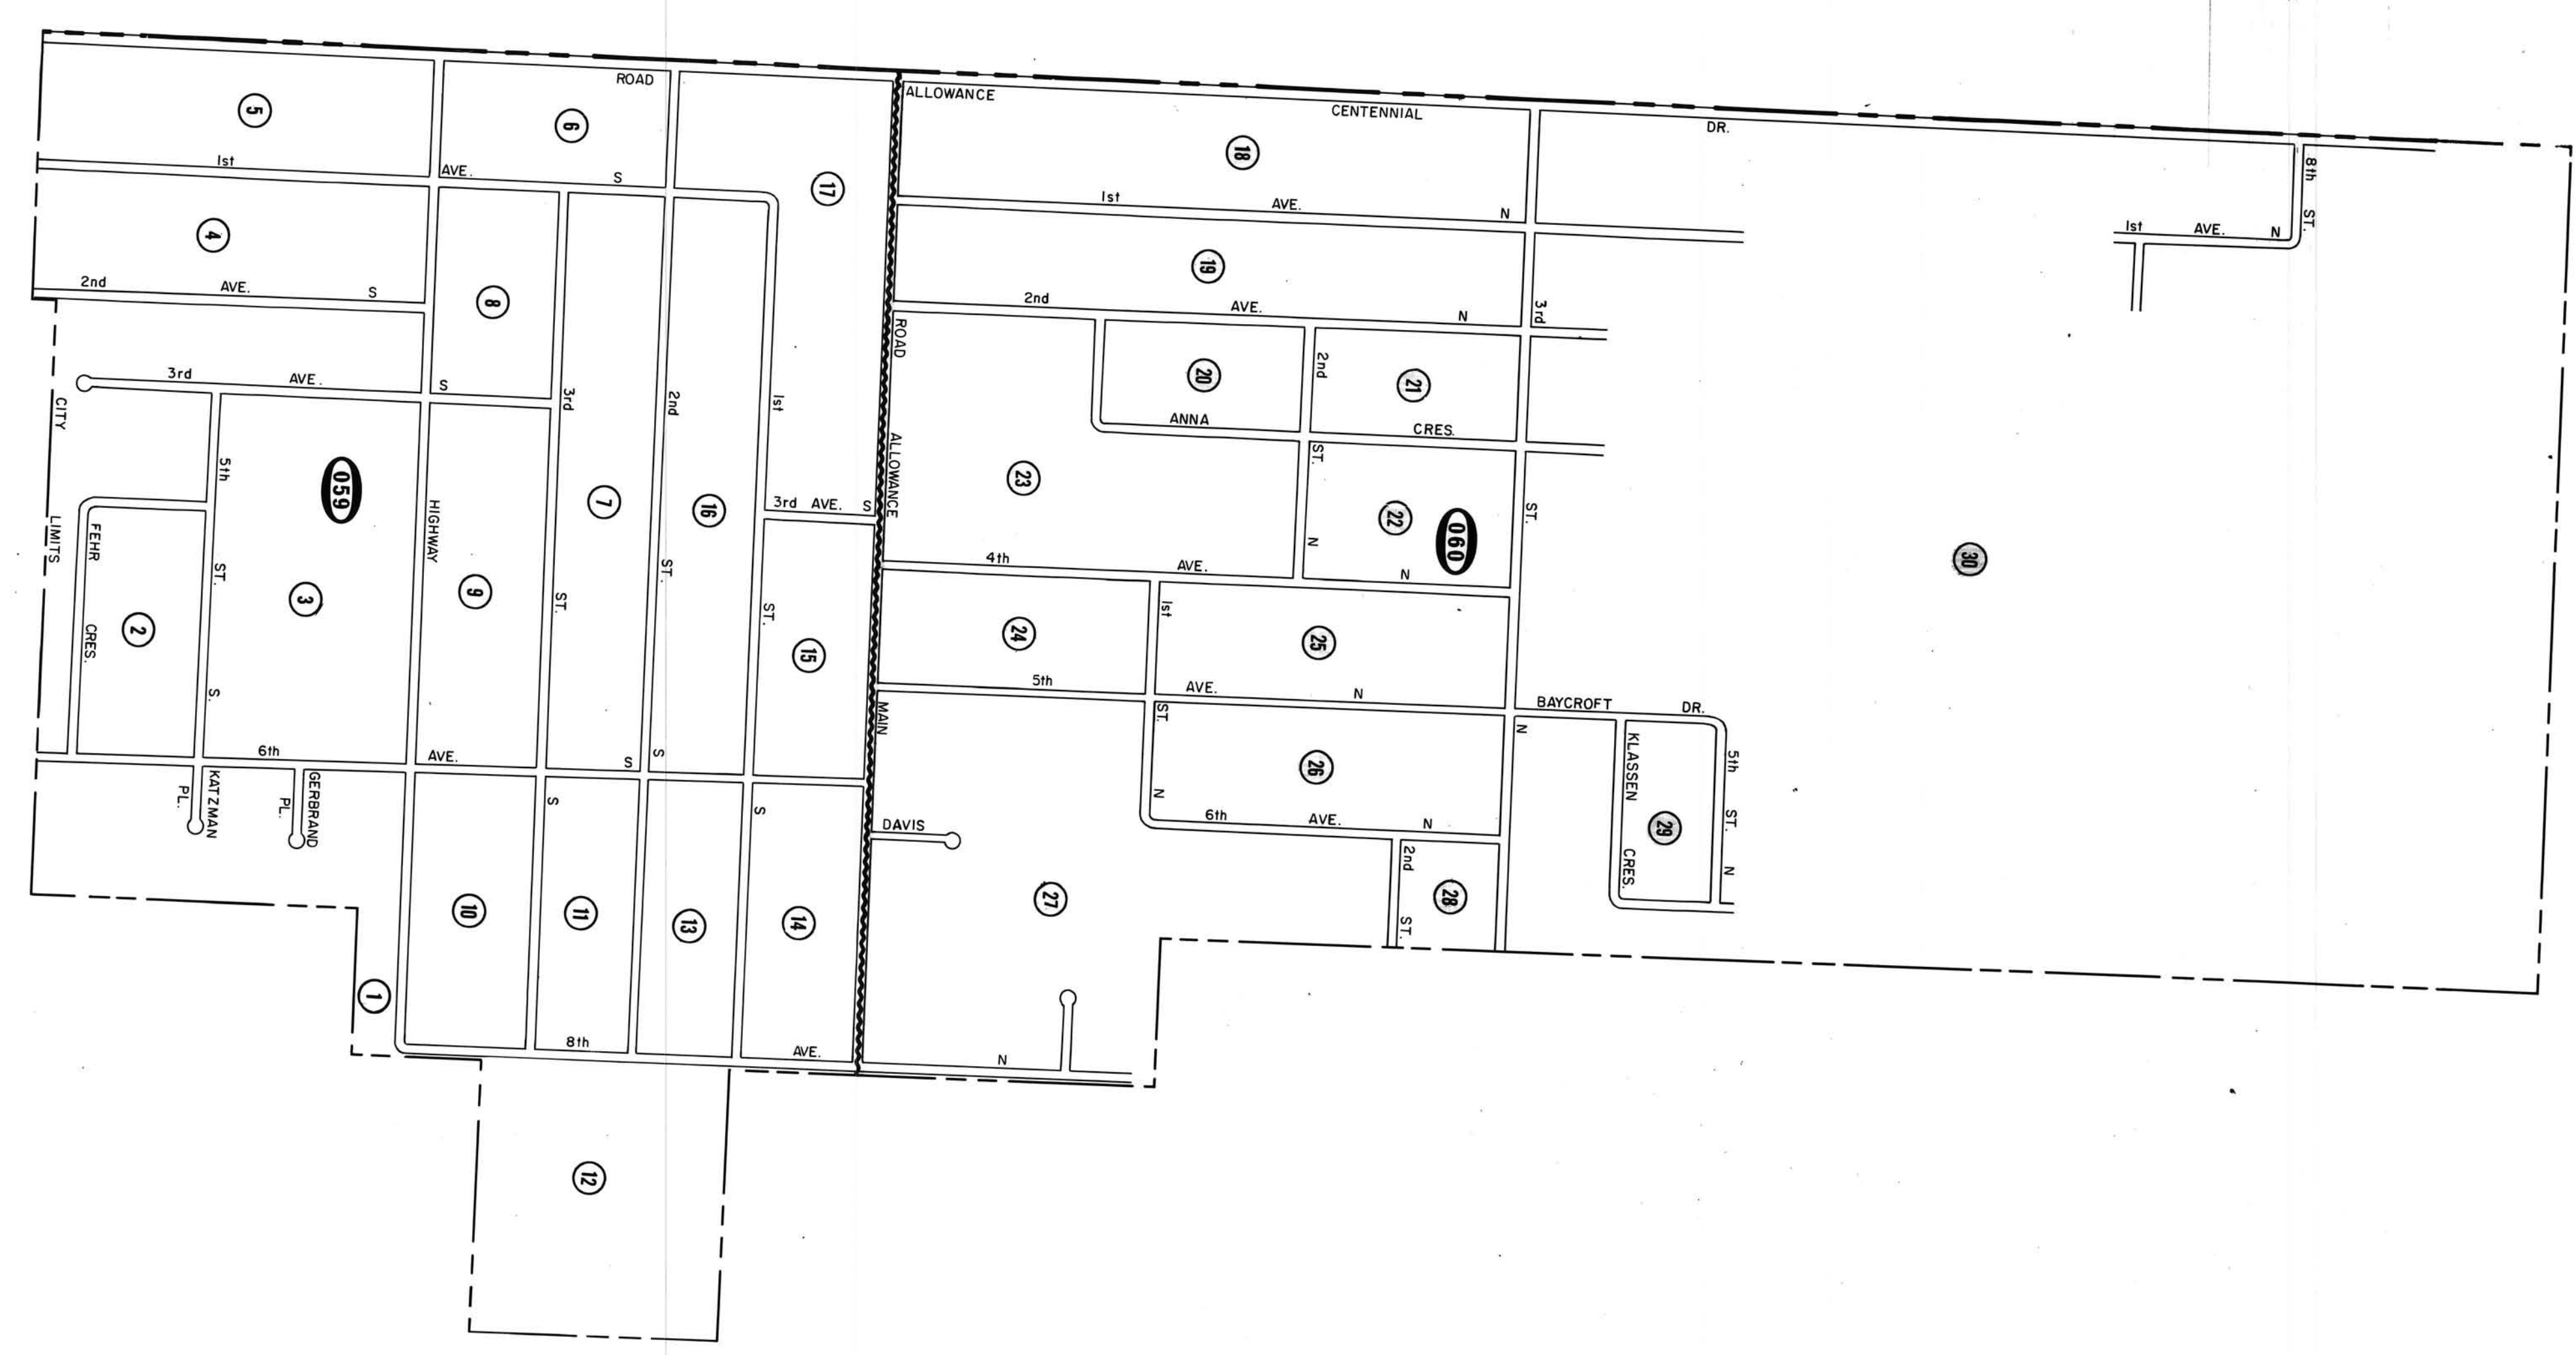 ROAD ALLOWANCE CENTENNIAL DR.
5
6
18
17
8th ST.
1st AVE. S
1st AVE. N
1st AVE. N
4
8
19
2nd AVE. S
2nd AVE. N
3rd ST. N
20
21
2nd ST. N
3rd AVE. S
ANNA CRES.
CITY LIMITS
5th ST. S.
059
HIGHWAY
3rd ST. S
2nd ST. S
1st ST. S
ROAD ALLOWANCE
3rd AVE. S
7
16
23
22
060
30
4th AVE. N
FEHR CRES.
2
3
9
15
24
1st ST. N
25
5th AVE. N
BAYCROFT DR.
MAIN
6th AVE. S
KATZMAN PL.
GERBRAND PL.
26
KLASSEN CRES.
5th ST. N
29
DAVIS
6th AVE. N
2nd ST.
28
10
11
13
14
27
1
8th AVE. N
12